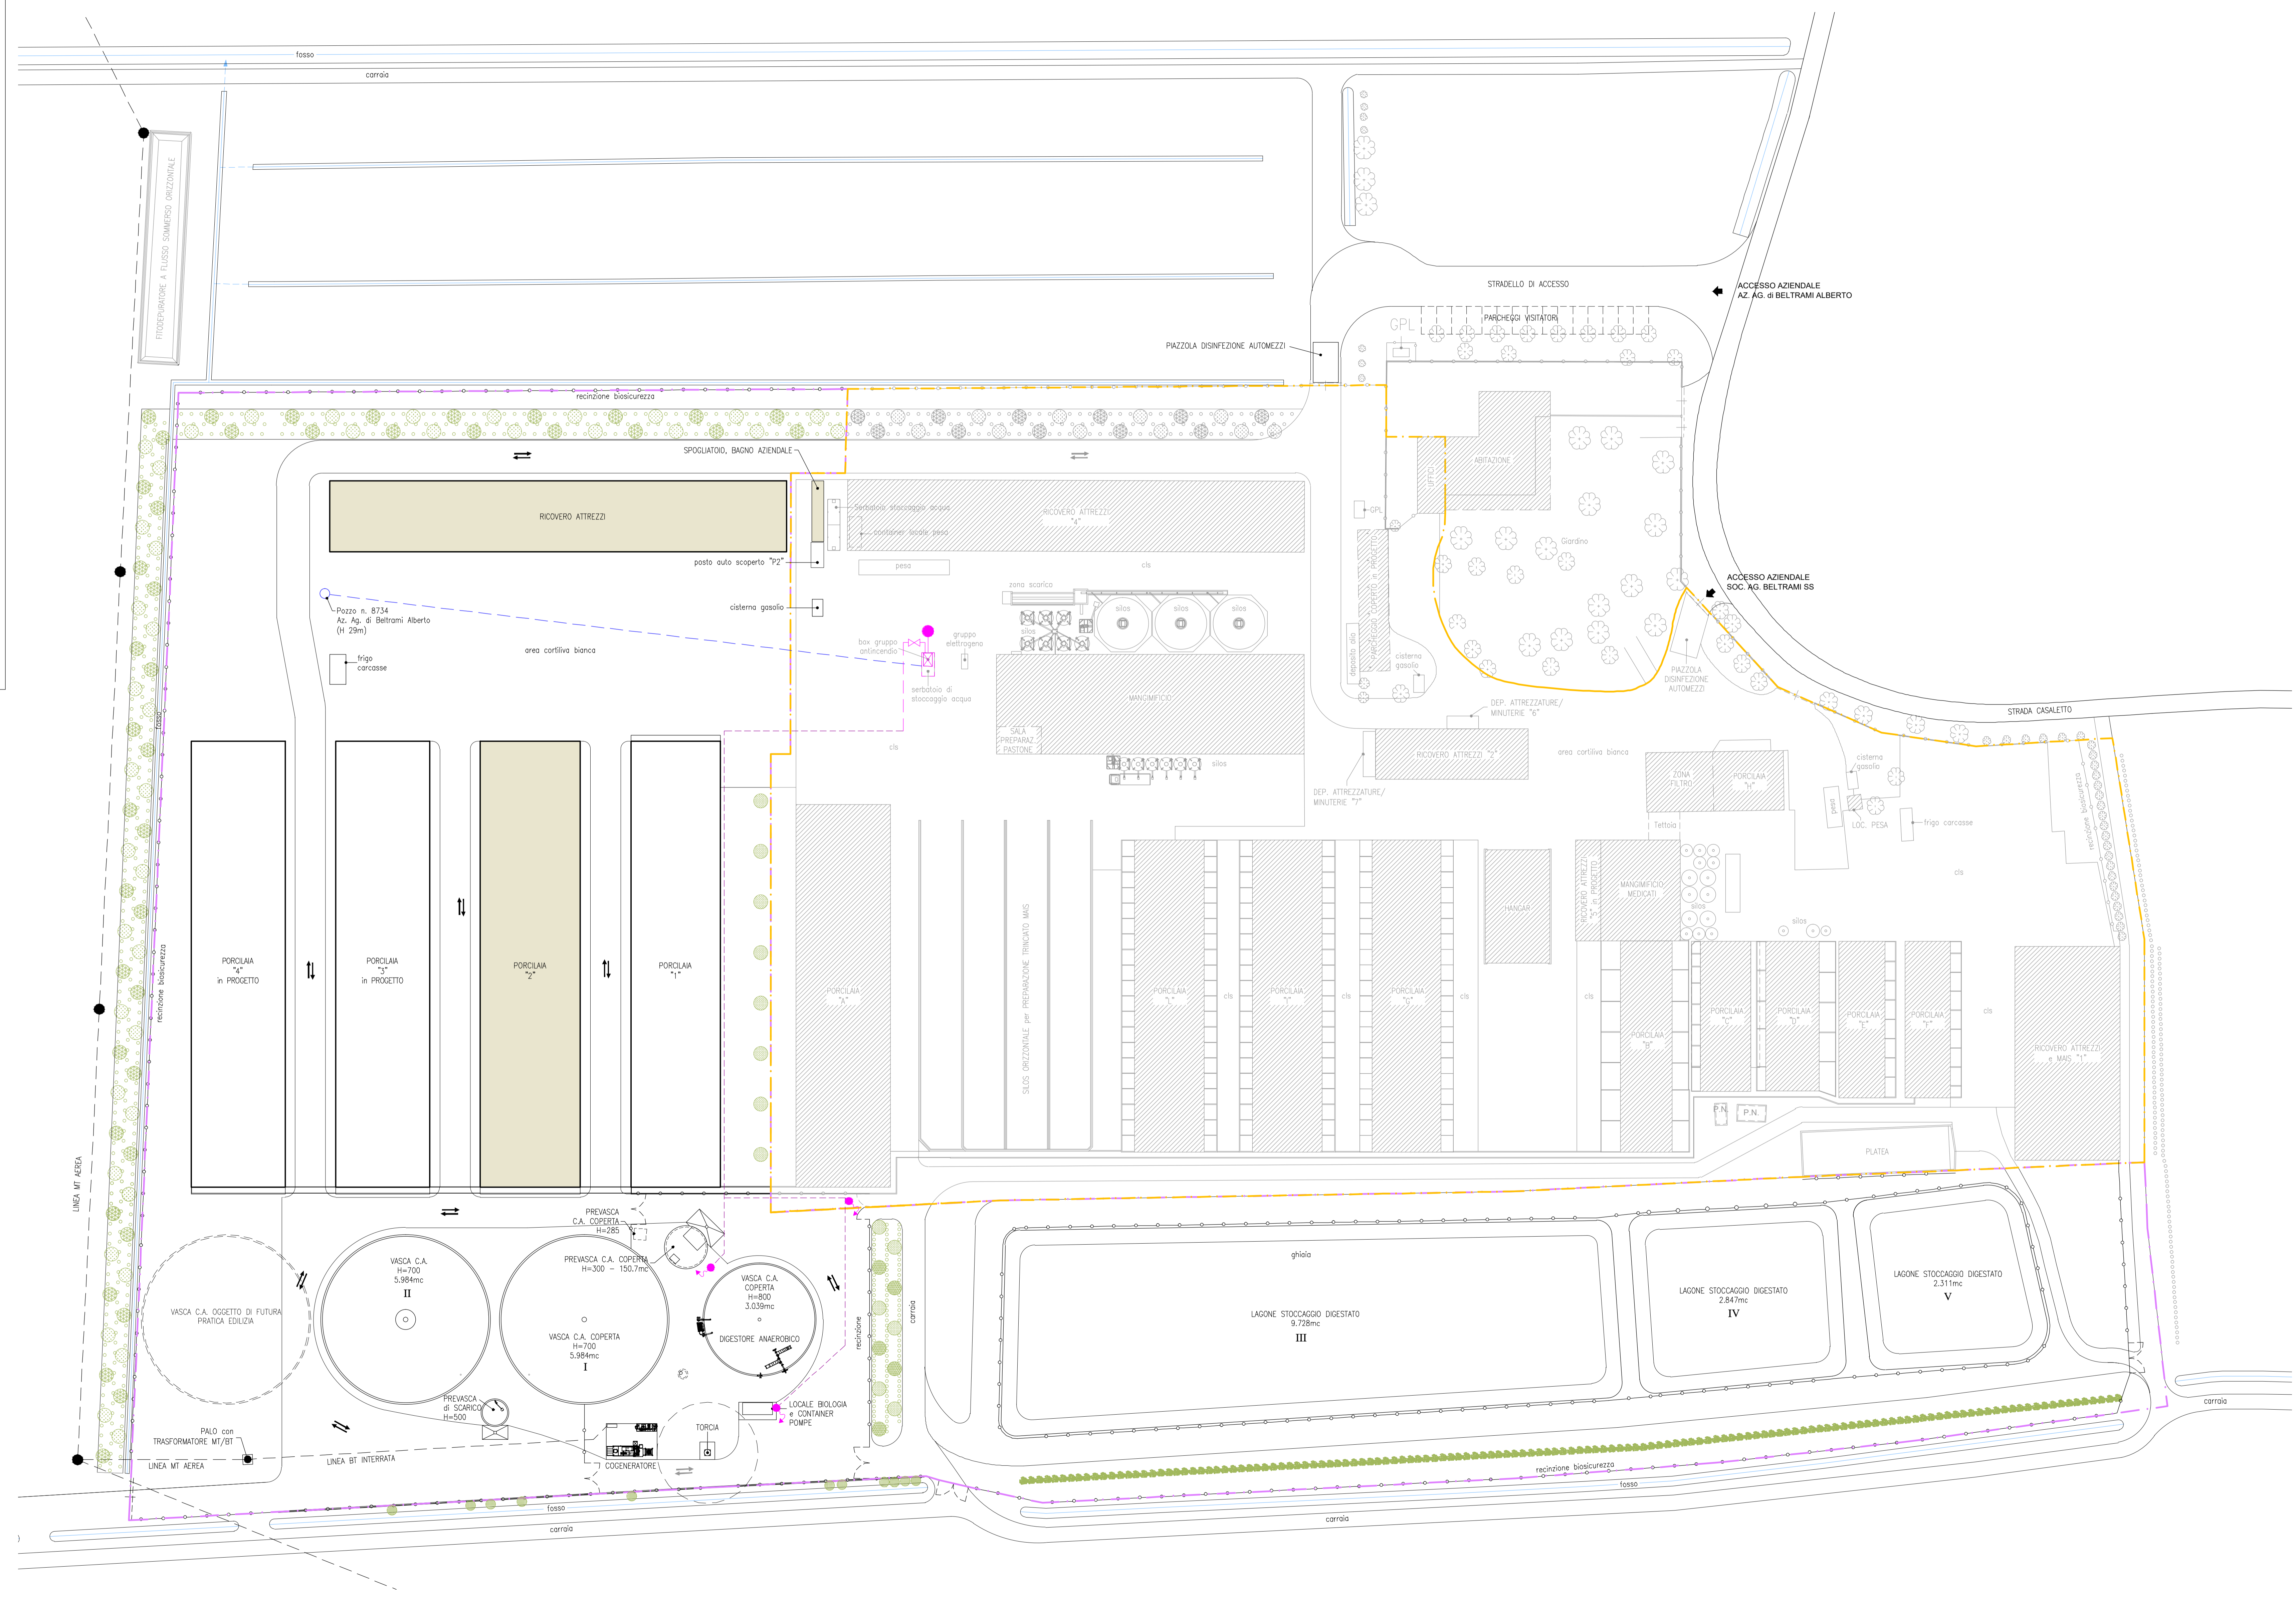 fosso
carraia
FITODEPURATORE A FLUSSO SOMMERSO ORIZZONTALE
STRADELLO DI ACCESSO
ACCESSO AZIENDALE
AZ. AG. di BELTRAMI ALBERTO
GPL
PARCHEGGI VISITATORI
PIAZZOLA DISINFEZIONE AUTOMEZZI
recinzione biosicurezza
SPOGLIATOIO, BAGNO AZIENDALE
RICOVERO ATTREZZI
Serbatoio stoccaggio acqua
container locale pesa
RICOVERO ATTREZZI
"4"
UFFICI
ABITAZIONE
GPL
Giardino
posto auto scoperto "P2"
pesa
cls
zona scarico
PARCHEGGIO COPERTO in PROGETTO
ACCESSO AZIENDALE
SOC. AG. BELTRAMI SS
Pozzo n. 8734
Az. Ag. di Beltrami Alberto
(H 29m)
cisterna gasolio
silos
silos
silos
silos
box gruppo
antincendio
gruppo
elettrogeno
area cortiliva bianca
frigo
carcasse
serbatoio di
stoccaggio acqua
MANGIMIFICIO
deposito olio
cisterna
gasolio
PIAZZOLA
DISINFEZIONE
AUTOMEZZI
DEP. ATTREZZATURE/
MINUTERIE "6"
STRADA CASALETTO
fosso
cls
SALA
PREPARAZ.
PASTONE
silos
RICOVERO ATTREZZI "2"
area cortiliva bianca
DEP. ATTREZZATURE/
MINUTERIE "7"
ZONA
FILTRO
PORCILAIA
"H"
cisterna
gasolio
pesa
LOC. PESA
frigo carcasse
recinzione biosicurezza
Tettoia
RICOVERO ATTREZZI
"5" in PROGETTO
MANGIMIFICIO
MEDICATI
silos
silos
cls
HANGAR
recinzione biosicurezza
PORCILAIA
"4"
in PROGETTO
PORCILAIA
"3"
in PROGETTO
PORCILAIA
"2"
PORCILAIA
"1"
PORCILAIA
"A"
SILOS ORIZZONTALE per PREPARAZIONE TRINCIATO MAIS
PORCILAIA
"L"
cls
PORCILAIA
"I"
cls
PORCILAIA
"G"
cls
cls
PORCILAIA
"B"
PORCILAIA
"C"
PORCILAIA
"D"
PORCILAIA
"E"
PORCILAIA
"F"
cls
RICOVERO ATTREZZI
e MAIS "1"
P.N.
P.N.
PLATEA
LINEA MT AEREA
PREVASCA
C.A. COPERTA
H=285
PREVASCA C.A. COPERTA
H=300 - 150.7mc
VASCA C.A.
H=700
5.984mc
II
VASCA C.A. OGGETTO DI FUTURA
PRATICA EDILIZIA
VASCA C.A. COPERTA
H=700
5.984mc
I
VASCA C.A.
COPERTA
H=800
3.039mc
DIGESTORE ANAEROBICO
recinzione
carraia
ghiaia
LAGONE STOCCAGGIO DIGESTATO
9.728mc
III
LAGONE STOCCAGGIO DIGESTATO
2.847mc
IV
LAGONE STOCCAGGIO DIGESTATO
2.311mc
V
PREVASCA
di SCARICO
H=500
LOCALE BIOLOGIA
e CONTAINER
POMPE
TORCIA
PALO con
TRASFORMATORE MT/BT
LINEA MT AEREA
LINEA BT INTERRATA
COGENERATORE
carraia
recinzione biosicurezza
fosso
fosso
carraia
carraia